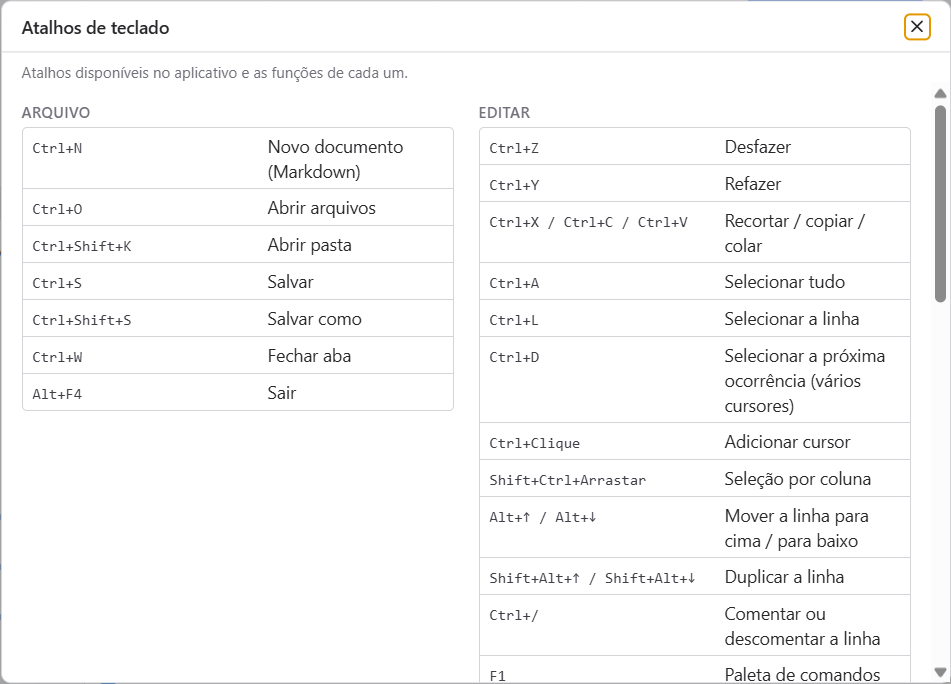 Atalhos de teclado
Atalhos disponíveis no aplicativo e as funções de cada um.
ARQUIVO
Ctrl+N Novo documento
(Markdown)
Ctrl+O Abrir arquivos
Ctrl+Shift+K Abrir pasta
Ctrl+S Salvar
Ctrl+Shift+S Salvar como
Ctrl+W Fechar aba
Alt+F4 Sair
EDITAR
Ctrl+Z Desfazer
Ctrl+Y Refazer
Ctrl+X / Ctrl+C / Ctrl+V Recortar / copiar /
colar
Ctrl+A Selecionar tudo
Ctrl+L Selecionar a linha
Ctrl+D Selecionar a próxima
ocorrência (vários
cursores)
Ctrl+Clique Adicionar cursor
Shift+Ctrl+Arrastar Seleção por coluna
Alt+↑ / Alt+↓ Mover a linha para
cima / para baixo
Shift+Alt+↑ / Shift+Alt+↓ Duplicar a linha
Ctrl+/ Comentar ou
descomentar a linha
F1 Paleta de comandos